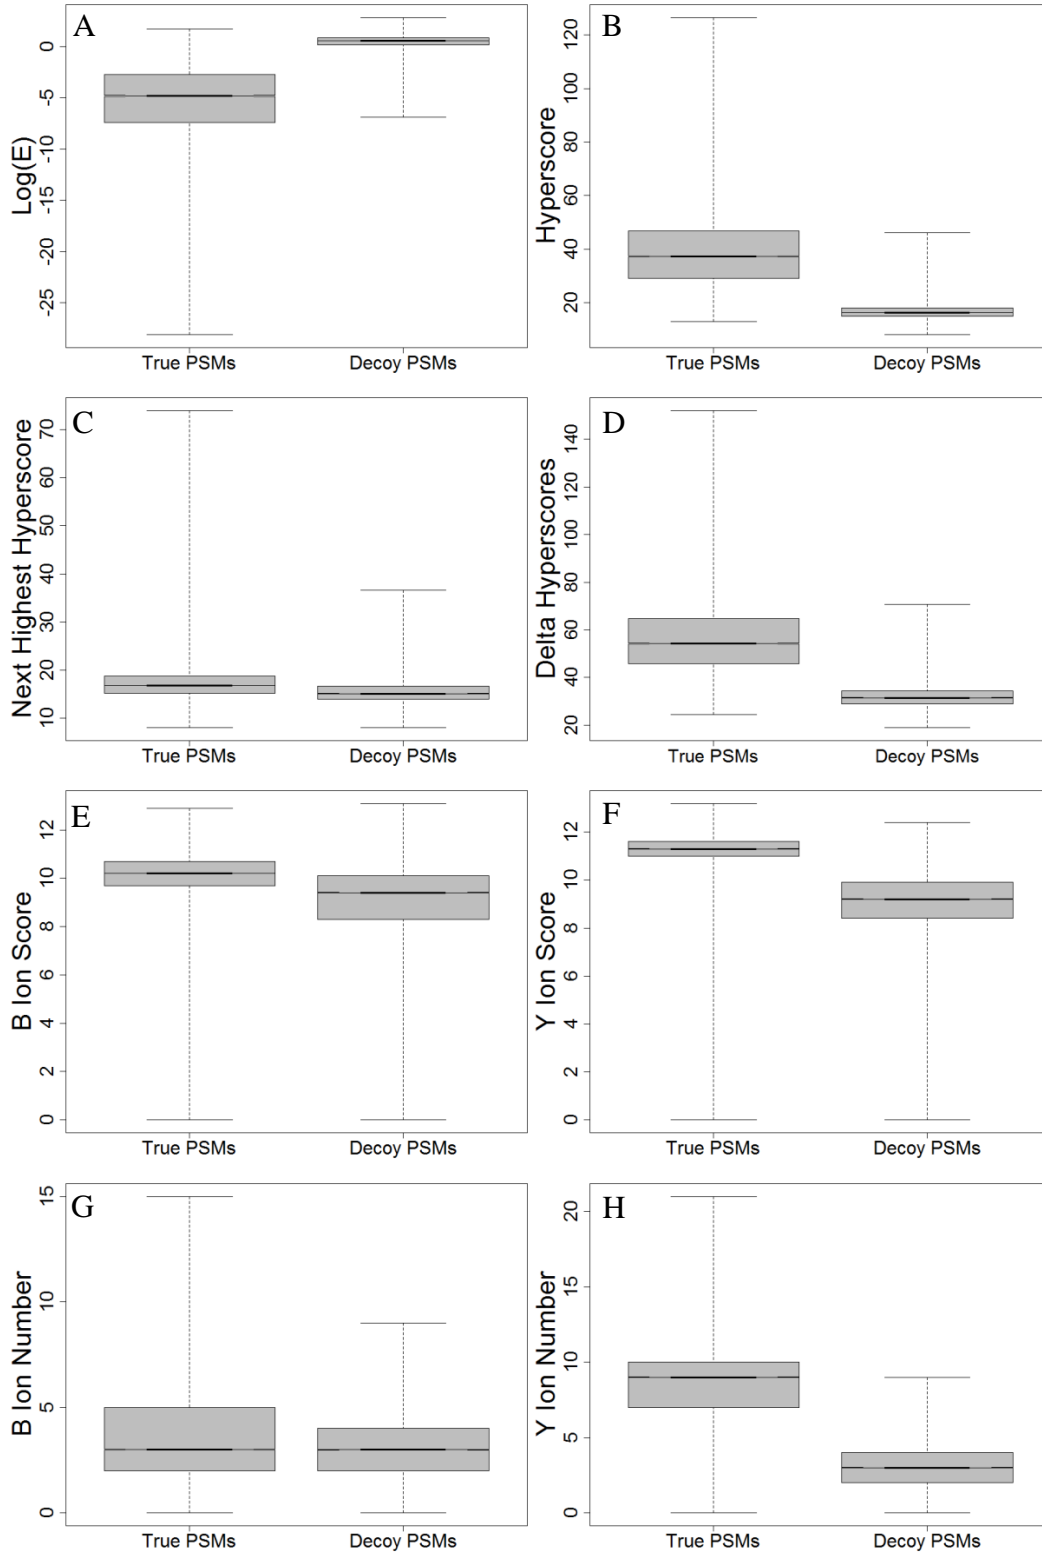 A
Log(E)
0
-5
-10
-15
-20
-25
True PSMs
Decoy PSMs
B
Hyperscore
120
100
80
60
40
20
True PSMs
Decoy PSMs
C
Next Highest Hyperscore
70
60
50
40
30
20
10
True PSMs
Decoy PSMs
D
Delta Hyperscores
140
120
100
80
60
40
20
True PSMs
Decoy PSMs
E
B Ion Score
12
10
8
6
4
2
0
True PSMs
Decoy PSMs
F
Y Ion Score
12
10
8
6
4
2
0
True PSMs
Decoy PSMs
G
B Ion Number
15
10
5
0
True PSMs
Decoy PSMs
H
Y Ion Number
20
15
10
5
0
True PSMs
Decoy PSMs